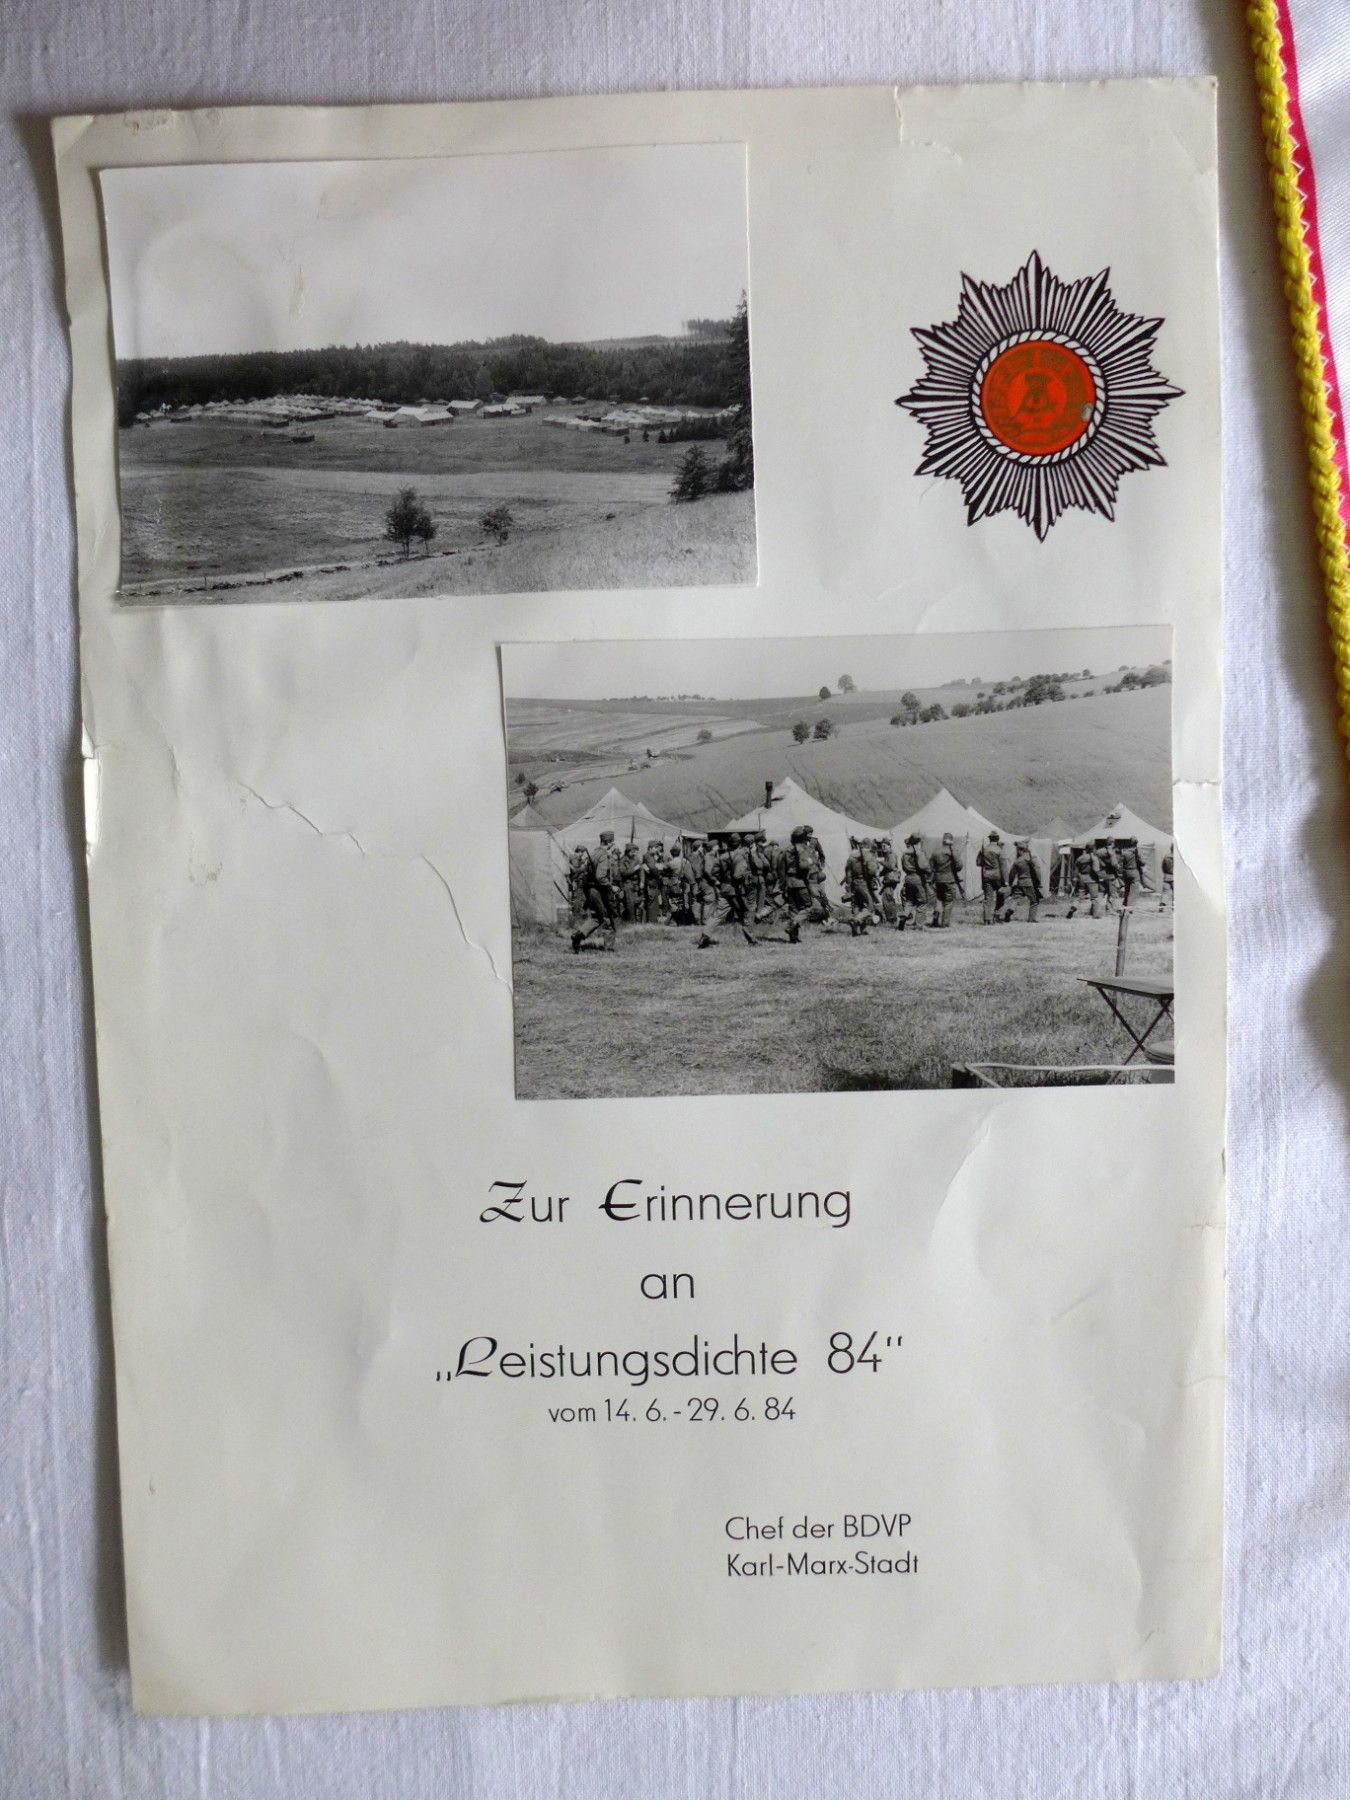 Zur Erinnerung
an
„Leistungsdichte 84“
vom 14. 6. - 29. 6. 84
Chef der BDVP
Karl-Marx-Stadt